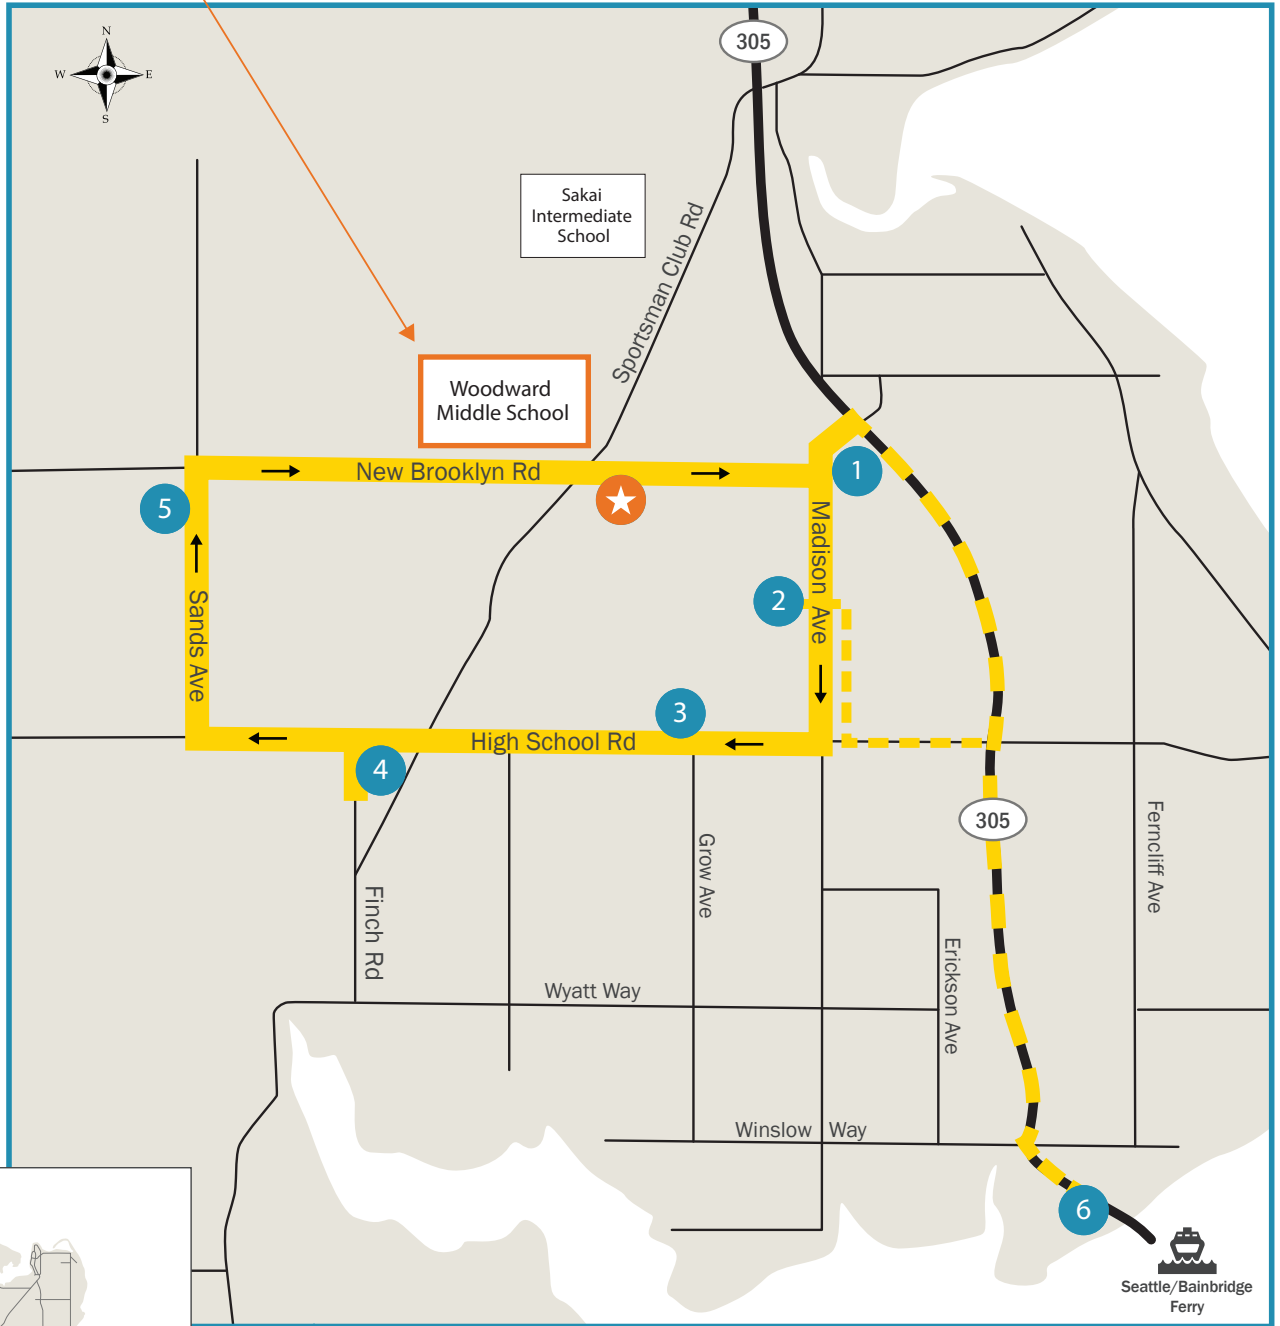 N
W E
S
305
Sakai
Intermediate
School
Sportsman Club Rd
Woodward
Middle School
New Brooklyn Rd
1
5
Madison Ave
2
Sands Ave
3
High School Rd
4
305
Ferncliff Ave
Grow Ave
Finch Rd
Erickson Ave
Wyatt Way
Winslow Way
6
Seattle/Bainbridge
Ferry